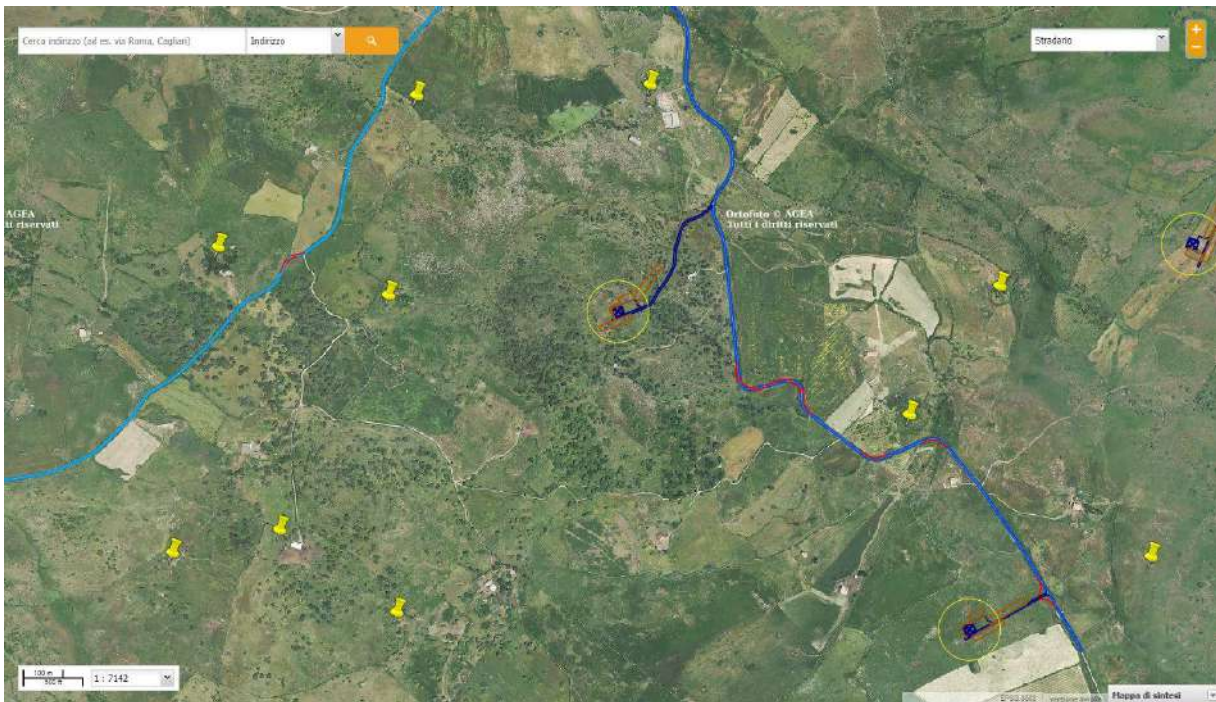 Cerca indirizzo (ad es. via Roma, Cagliari)
Indirizzo
Stradario
+
−
AGEA
ti riservati
Ortofoto © AGEA
Tutti i diritti riservati
100 m
1 : 7142
Mappa di sintesi